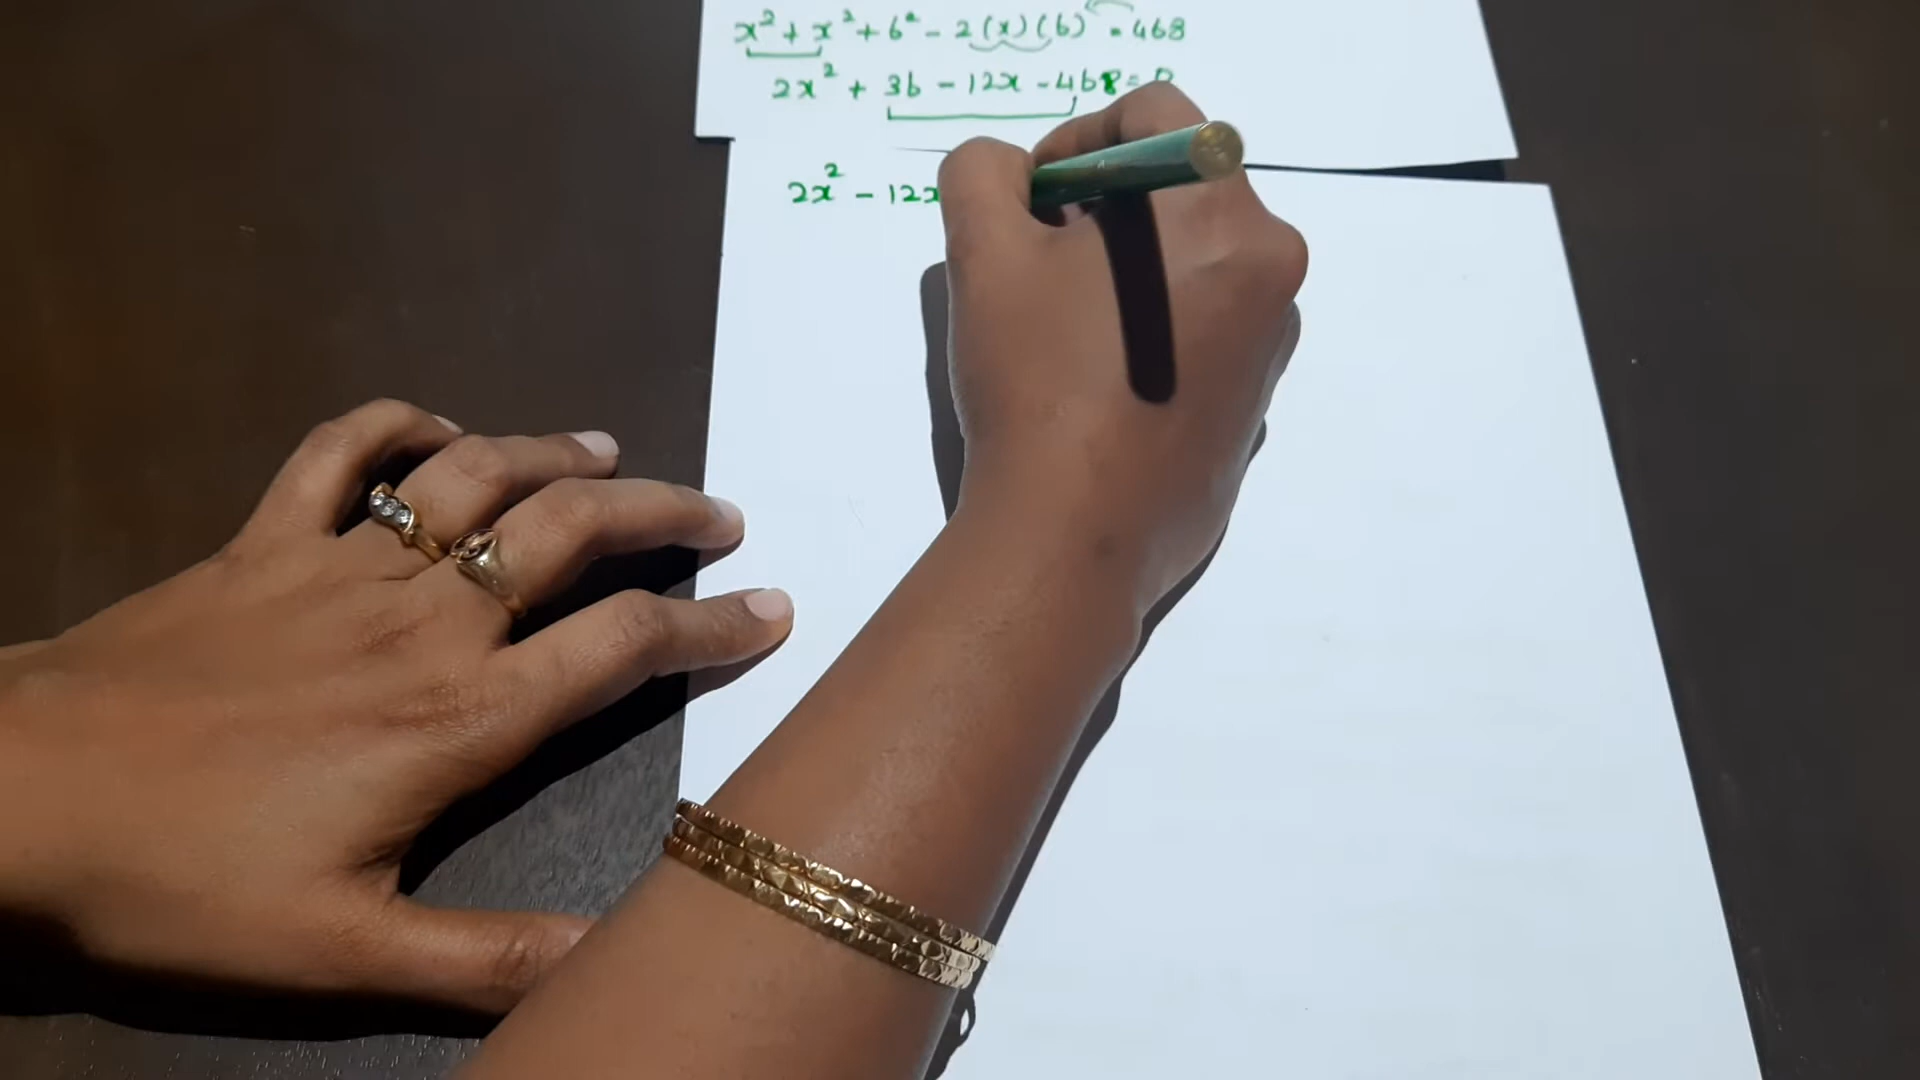 x² + x² + 6² - 2(x)(6) = 468
2x² + 36 - 12x - 468 = 0
2x² - 12x